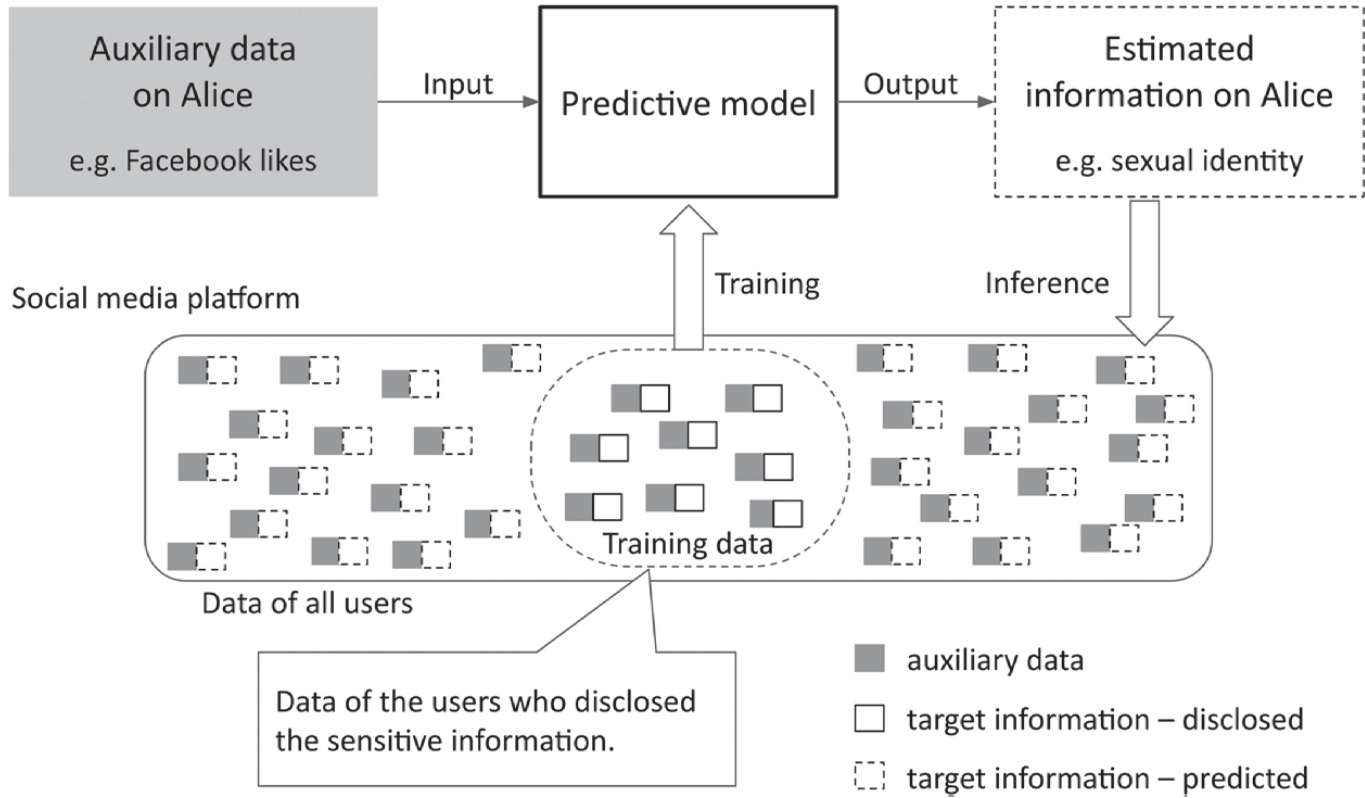 Auxiliary data
on Alice
e.g. Facebook likes
Input
Predictive model
Output
Estimated
information on Alice
e.g. sexual identity
Training
Inference
Social media platform
Training data
Data of all users
Data of the users who disclosed
the sensitive information.
auxiliary data
target information – disclosed
target information – predicted